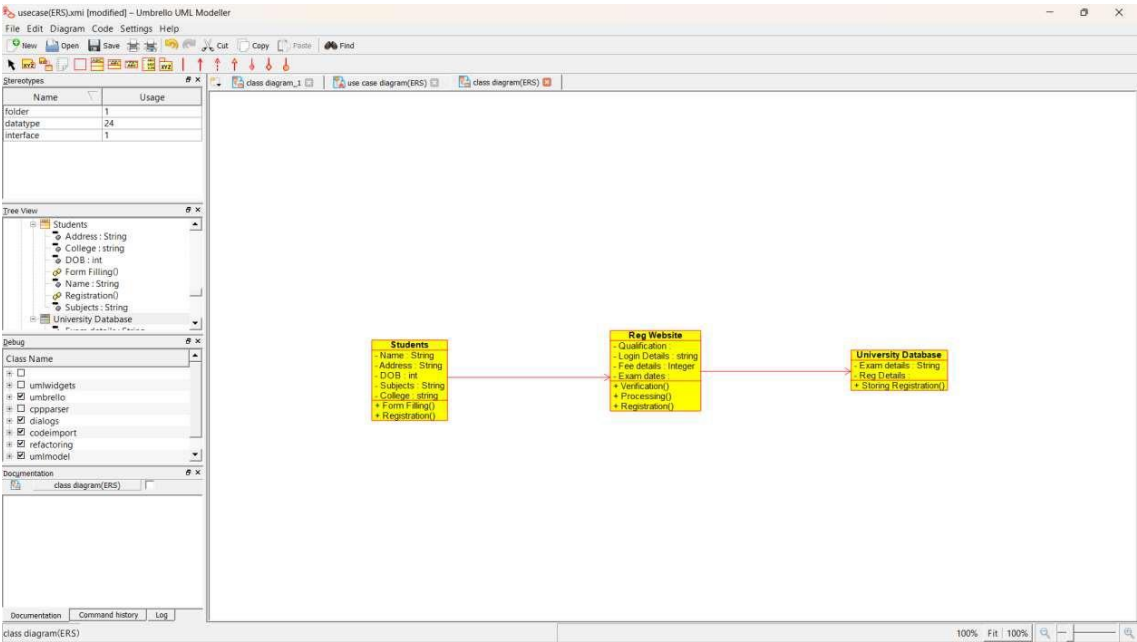 usecase(ERS).xmi [modified] – Umbrello UML Modeller
File Edit Diagram Code Settings Help
New Open Save Cut Copy Paste Find
Stereotypes
class diagram_1 use case diagram(ERS) class diagram(ERS)
Name Usage
folder 1
datatype 24
interface 1
Tree View
Students
Address : String
College : string
DOB : int
Form Filling()
Name : String
Registration()
Subjects : String
University Database
Exam details : String
Debug
Class Name
umlwidgets
umbrello
cppparser
dialogs
codeimport
refactoring
umlmodel
Documentation
class diagram(ERS)
Documentation Command history Log
Students
- Name : String
- Address : String
- DOB : int
- Subjects : String
- College : string
+ Form Filling()
+ Registration()
Reg Website
- Qualification :
- Login Details : string
- Fee details : Integer
- Exam dates :
+ Verification()
+ Processing()
+ Registration()
University Database
- Exam details : String
- Reg Details :
+ Storing Registration()
class diagram(ERS)
100% Fit 100%